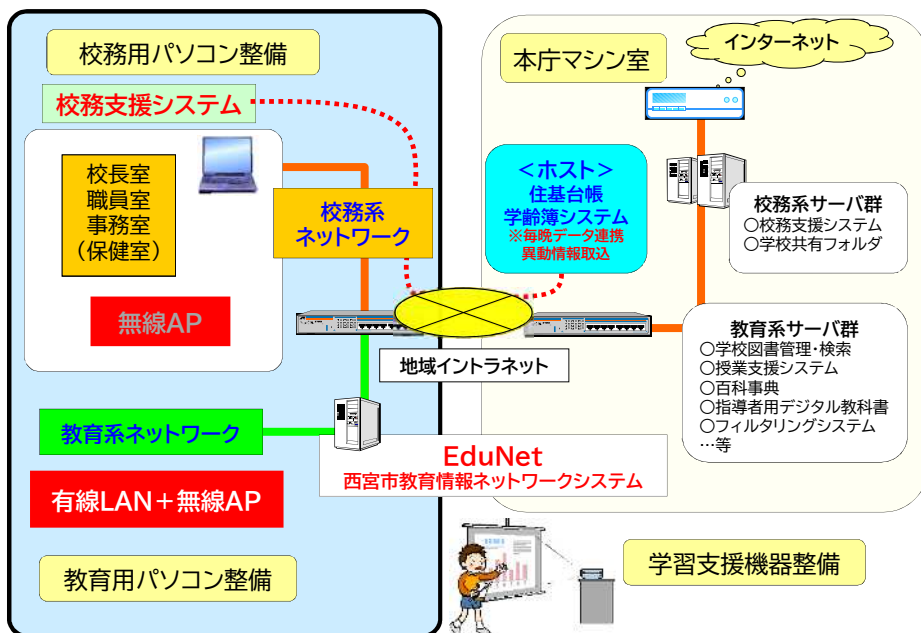 校務用パソコン整備
校務支援システム
校長室
職員室
事務室
（保健室）
無線AP
校務系
ネットワーク
教育系ネットワーク
有線LAN＋無線AP
教育用パソコン整備
地域イントラネット
EduNet
西宮市教育情報ネットワークシステム
本庁マシン室
インターネット
＜ホスト＞
住基台帳
学齢簿システム
※毎晩データ連携
異動情報取込
校務系サーバ群
○校務支援システム
○学校共有フォルダ
教育系サーバ群
○学校図書管理・検索
○授業支援システム
○百科事典
○指導者用デジタル教科書
○フィルタリングシステム
…等
学習支援機器整備